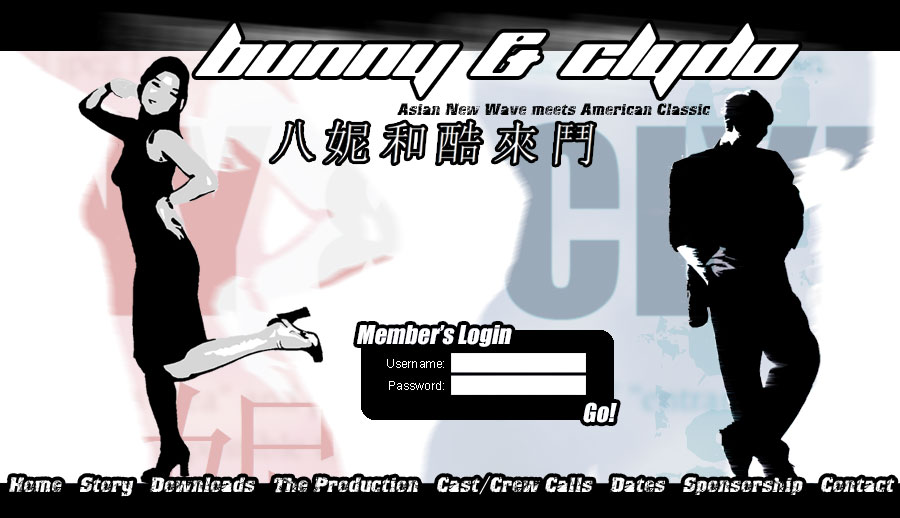 bunny & clydo
Asian New Wave meets American Classic
八妮和酷來鬥
Member's Login
Username:
Password:
Go!
Home Story Downloads The Production Cast/Crew Calls Dates Sponsorship Contact